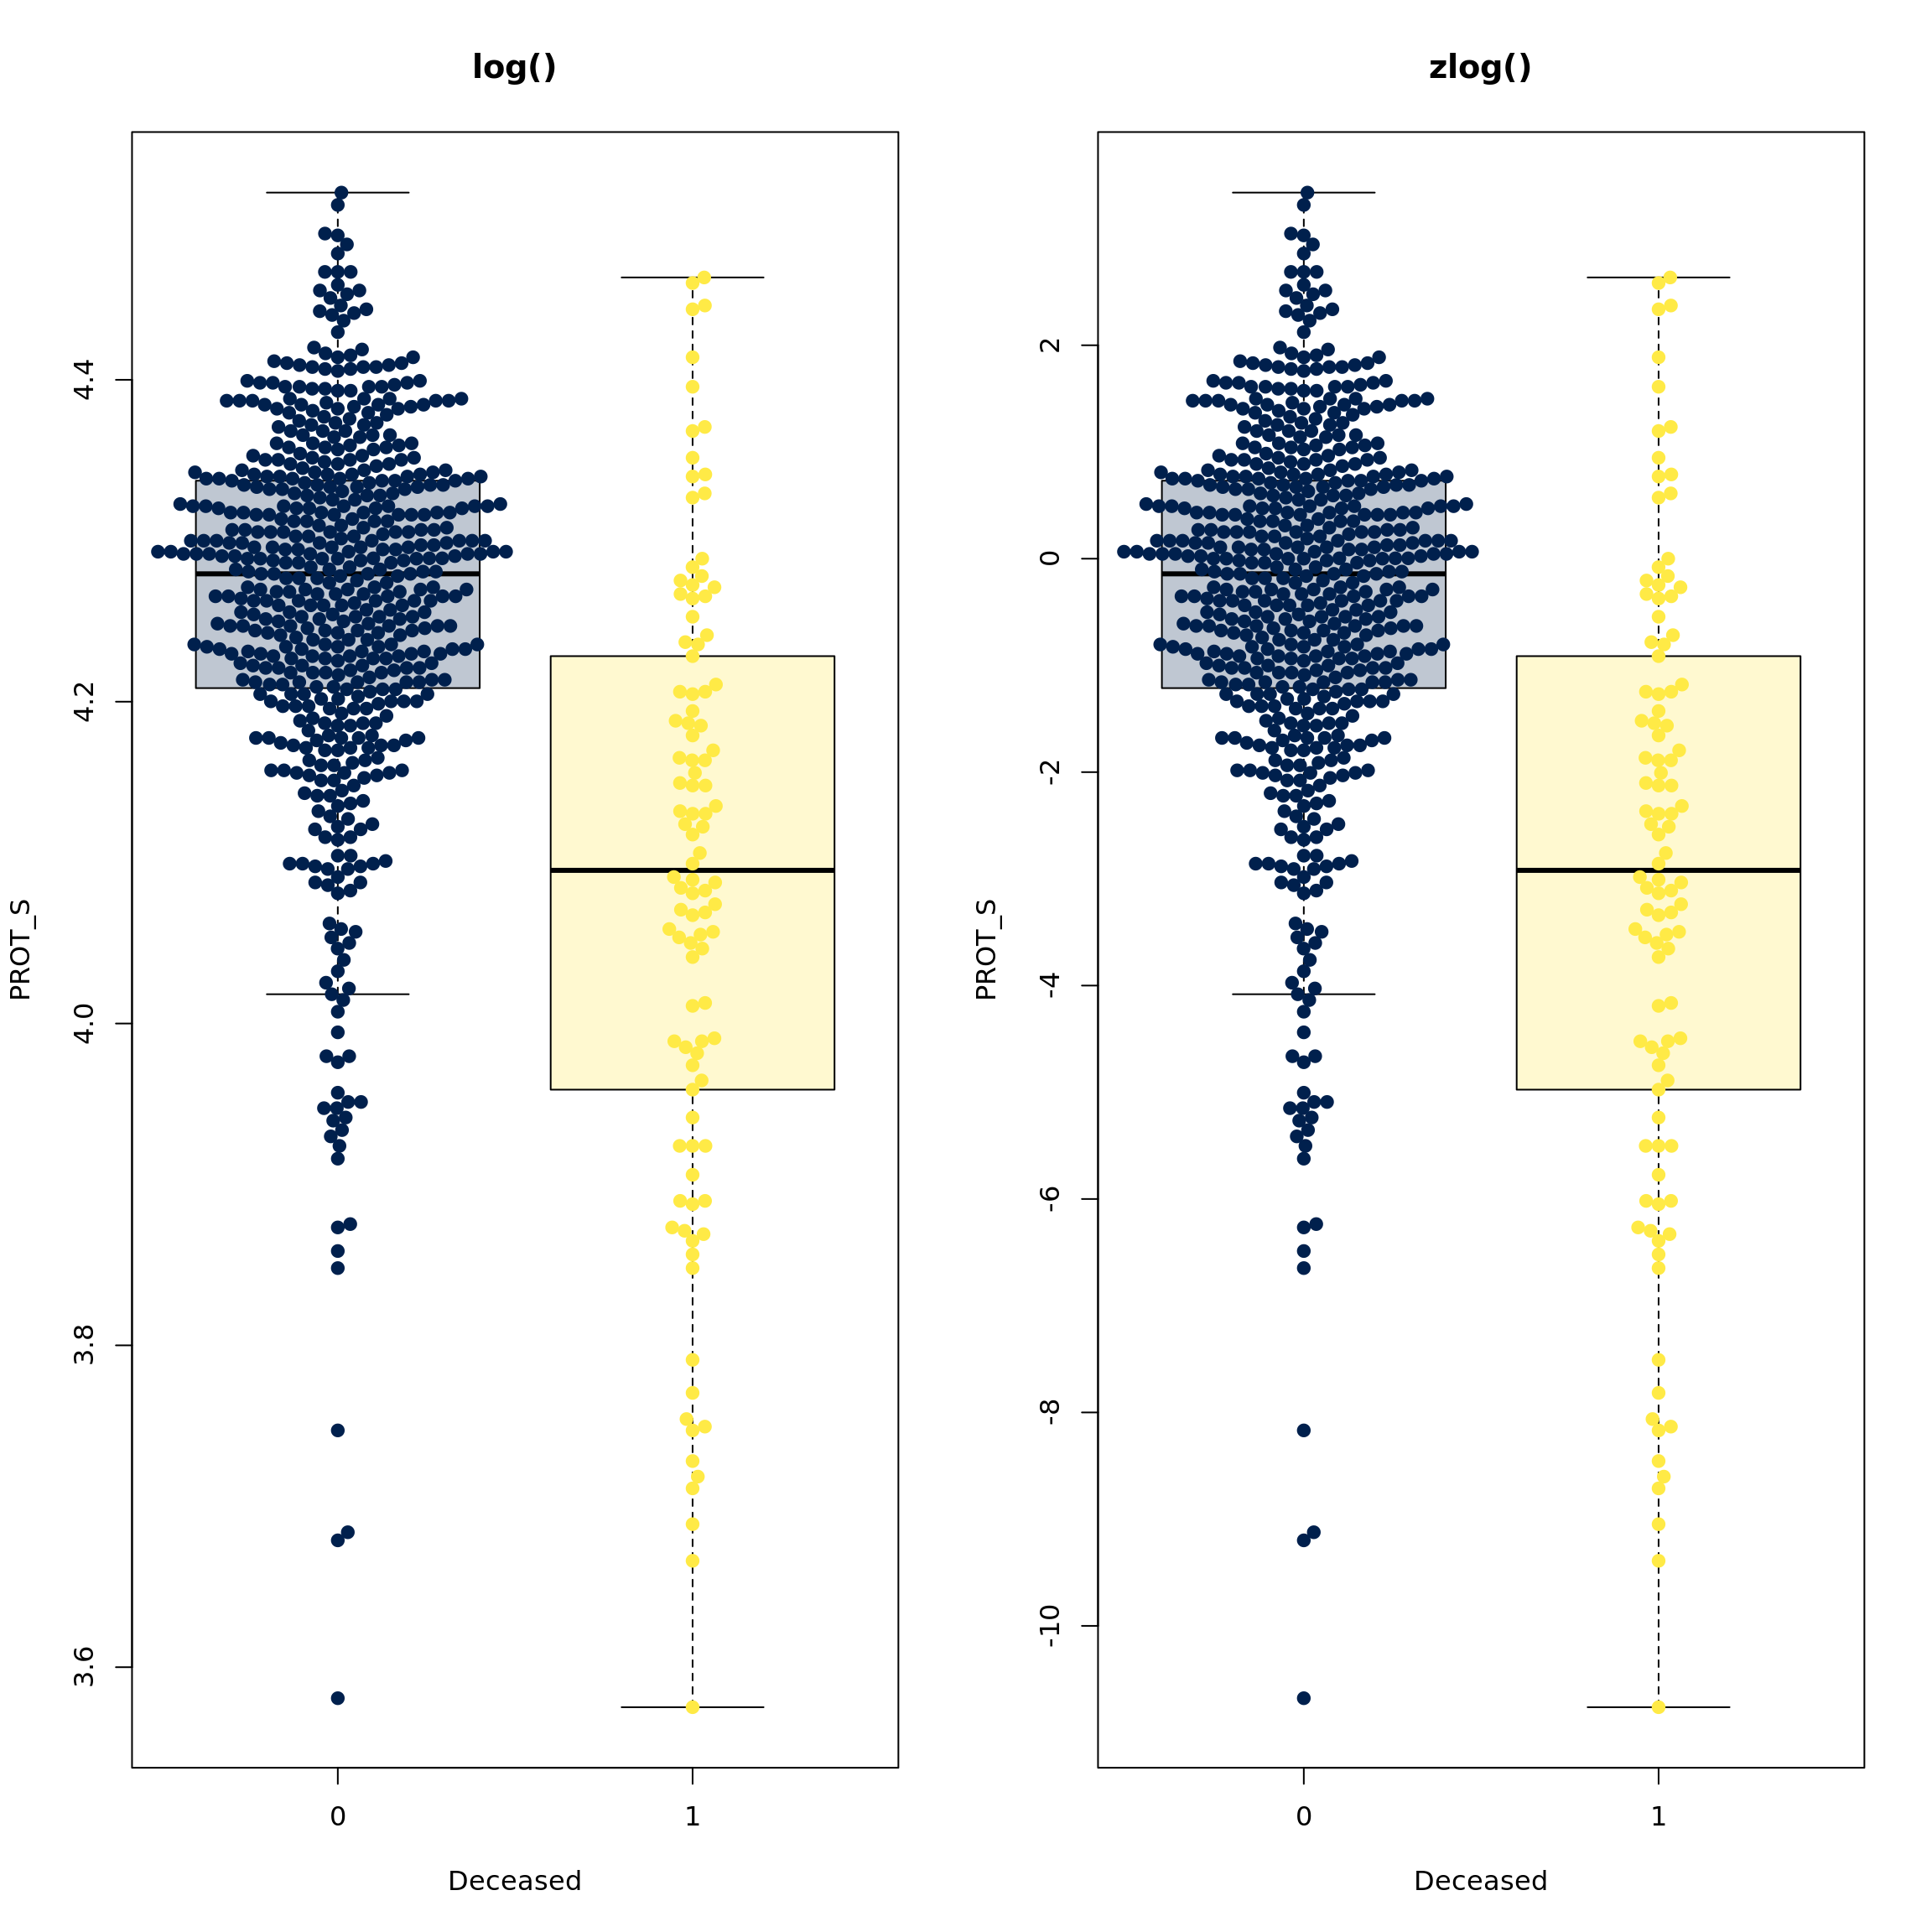 log()
PROT_S
4.4
4.2
4.0
3.8
3.6
0
1
Deceased
zlog()
PROT_S
2
0
-2
-4
-6
-8
-10
0
1
Deceased